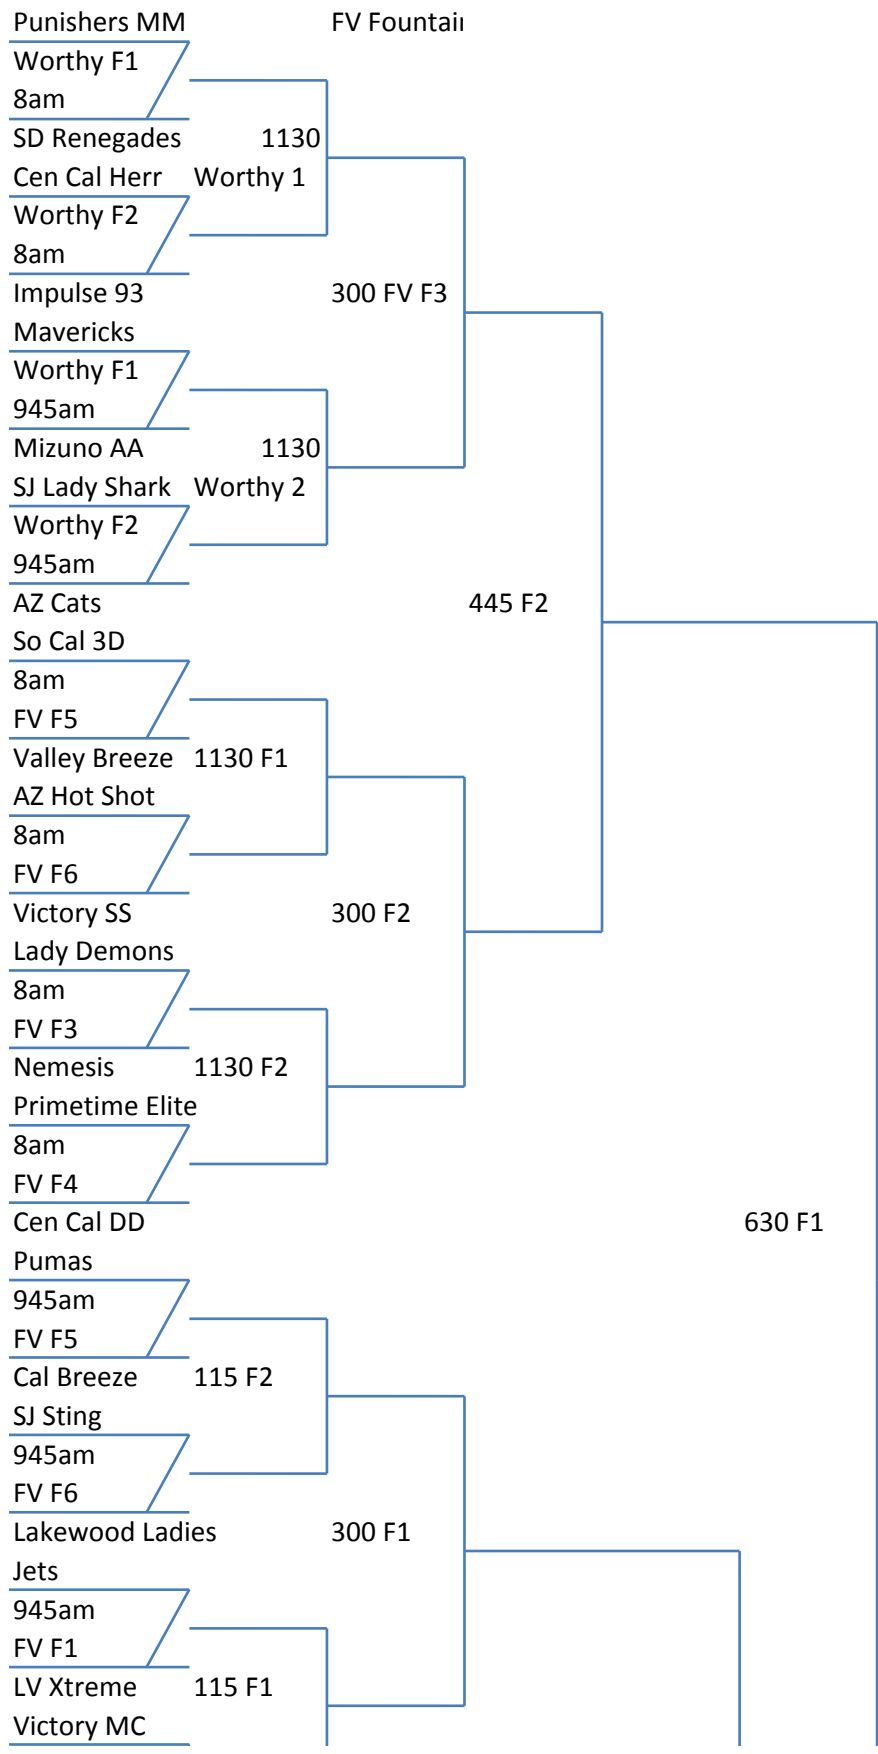 Punishers MM FV Fountain
Worthy F1
8am
SD Renegades 1130
Cen Cal Herr Worthy 1
Worthy F2
8am
Impulse 93 300 FV F3
Mavericks
Worthy F1
945am
Mizuno AA 1130
SJ Lady Shark Worthy 2
Worthy F2
945am
AZ Cats 445 F2
So Cal 3D
8am
FV F5
Valley Breeze 1130 F1
AZ Hot Shot
8am
FV F6
Victory SS 300 F2
Lady Demons
8am
FV F3
Nemesis 1130 F2
Primetime Elite
8am
FV F4
Cen Cal DD 630 F1
Pumas
945am
FV F5
Cal Breeze 115 F2
SJ Sting
945am
FV F6
Lakewood Ladies 300 F1
Jets
945am
FV F1
LV Xtreme 115 F1
Victory MC